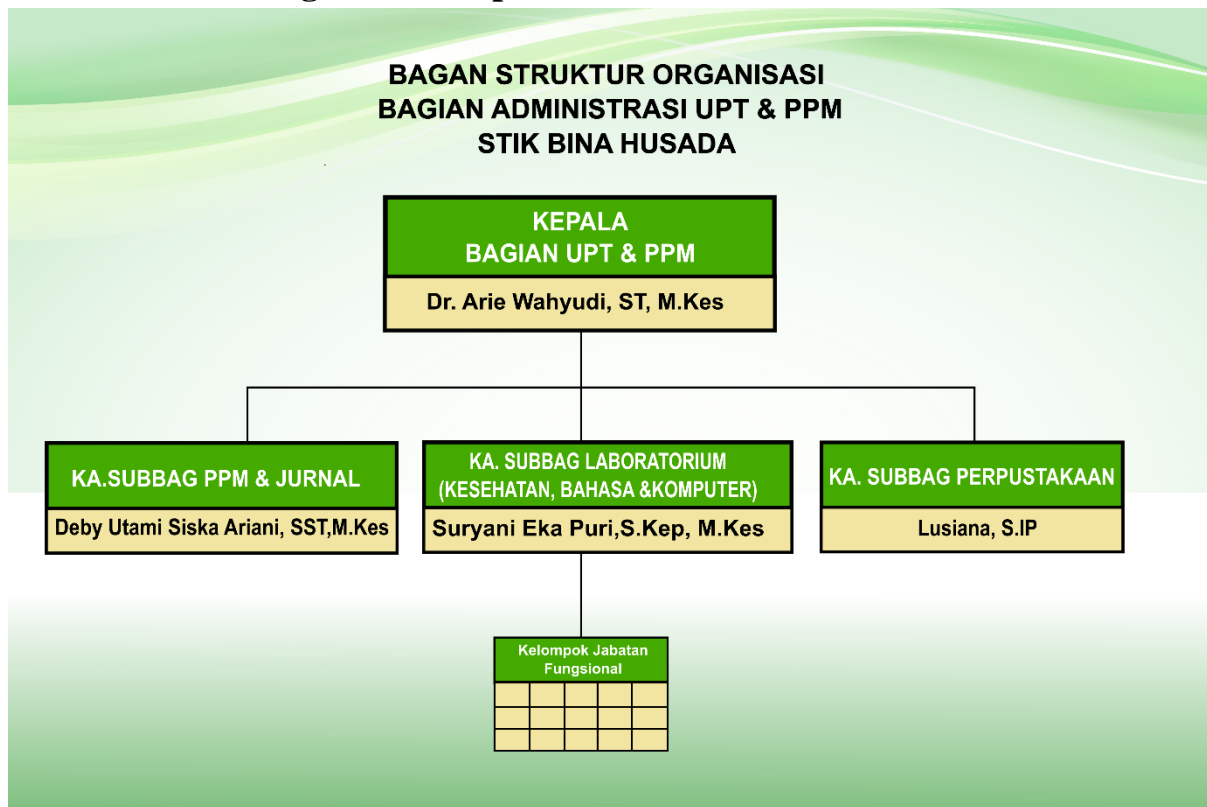 BAGAN STRUKTUR ORGANISASI
BAGIAN ADMINISTRASI UPT & PPM
STIK BINA HUSADA
KEPALA
BAGIAN UPT & PPM
Dr. Arie Wahyudi, ST, M.Kes
KA.SUBBAG PPM & JURNAL
Deby Utami Siska Ariani, SST,M.Kes
KA. SUBBAG LABORATORIUM
(KESEHATAN, BAHASA &KOMPUTER)
Suryani Eka Puri,S.Kep, M.Kes
KA. SUBBAG PERPUSTAKAAN
Lusiana, S.IP
Kelompok Jabatan
Fungsional